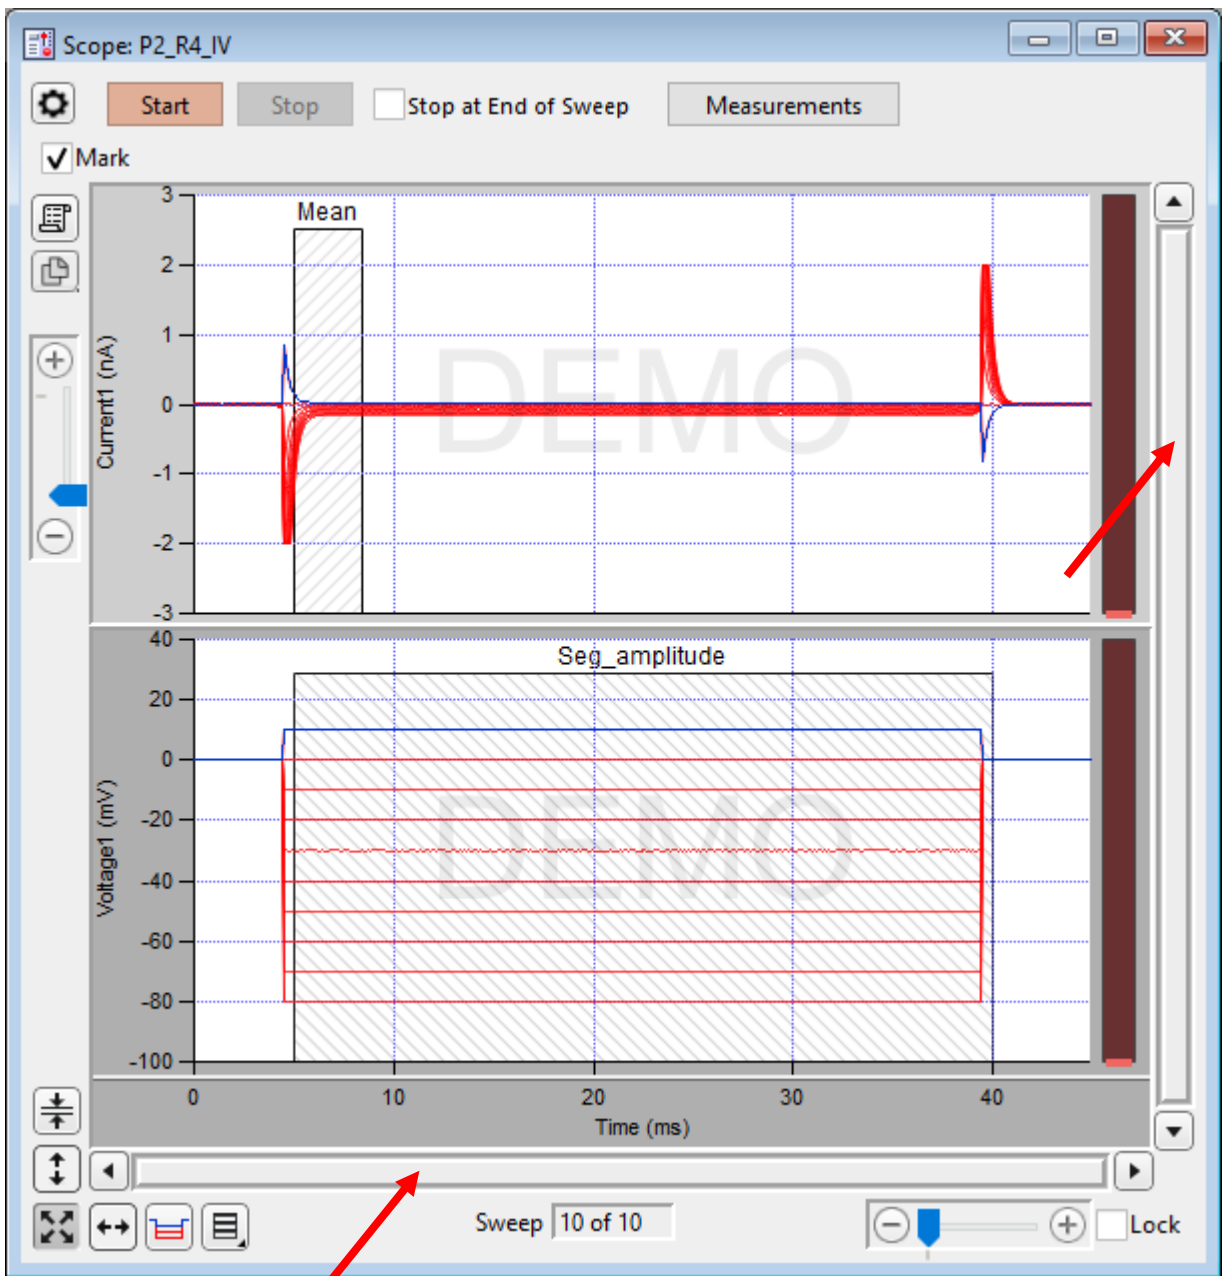 Scope: P2_R4_IV
Start Stop Stop at End of Sweep Measurements
Mark
3
Mean
2
1
0
-1
-2
-3
Current1 (nA)
DEMO
40
Seg_amplitude
20
0
-20
-40
-60
-80
-100
Voltage1 (mV)
DEMO
0 10 20 30 40
Time (ms)
Sweep 10 of 10 Lock